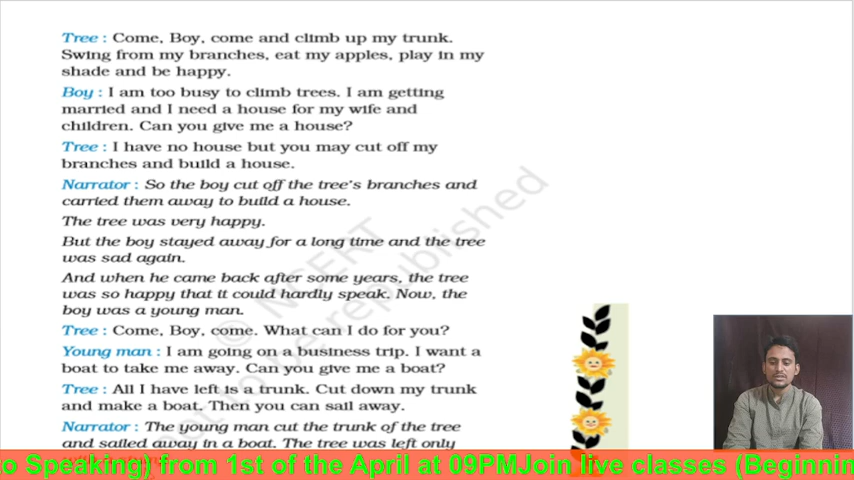 Tree : Come, Boy, come and climb up my trunk.
Swing from my branches, eat my apples, play in my
shade and be happy.
Boy : I am too busy to climb trees. I am getting
married and I need a house for my wife and
children. Can you give me a house?
Tree : I have no house but you may cut off my
branches and build a house.
Narrator : So the boy cut off the tree's branches and
carried them away to build a house.
The tree was very happy.
But the boy stayed away for a long time and the tree
was sad again.
And when he came back after some years, the tree
was so happy that it could hardly speak. Now, the
boy was a young man.
Tree : Come, Boy, come. What can I do for you?
Young man : I am going on a business trip. I want a
boat to take me away. Can you give me a boat?
Tree : All I have left is a trunk. Cut down my trunk
and make a boat. Then you can sail away.
Narrator : The young man cut the trunk of the tree
and sailed away in a boat. The tree was left only
© NCERT
not to be republished
to Speaking) from 1st of the April at 09PMJoin live classes (Beginnin